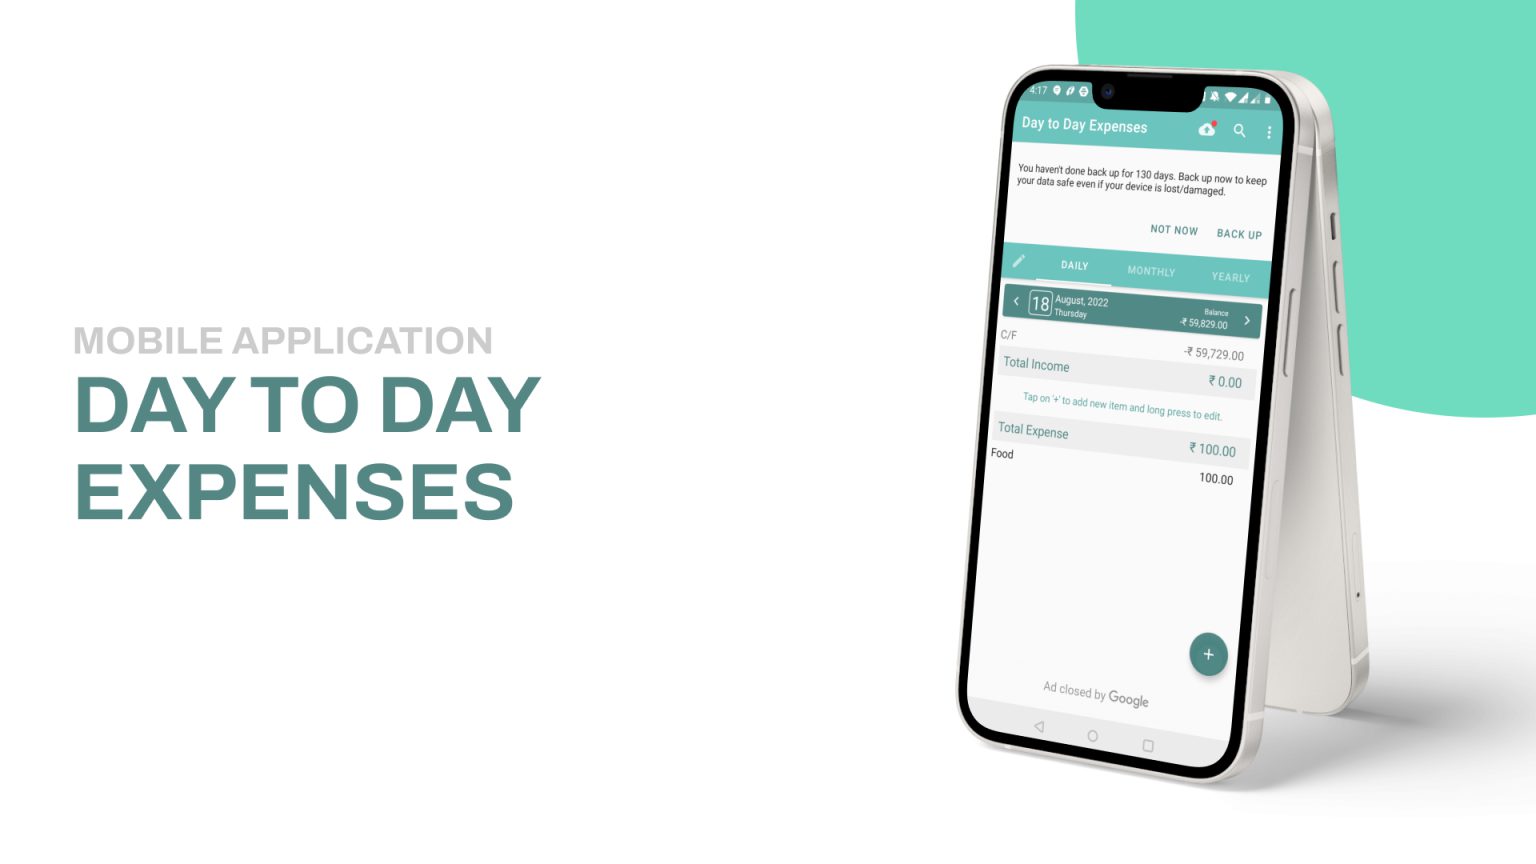 MOBILE APPLICATION
DAY TO DAY
EXPENSES
4:17
Day to Day Expenses
You haven't done back up for 130 days. Back up now to keep
your data safe even if your device is lost/damaged.
NOT NOW BACK UP
DAILY MONTHLY YEARLY
18 August, 2022 Balance
Thursday -₹ 59,829.00
C/F -₹ 59,729.00
Total Income ₹ 0.00
Tap on '+' to add new item and long press to edit.
Total Expense ₹ 100.00
Food 100.00
+
Ad closed by Google